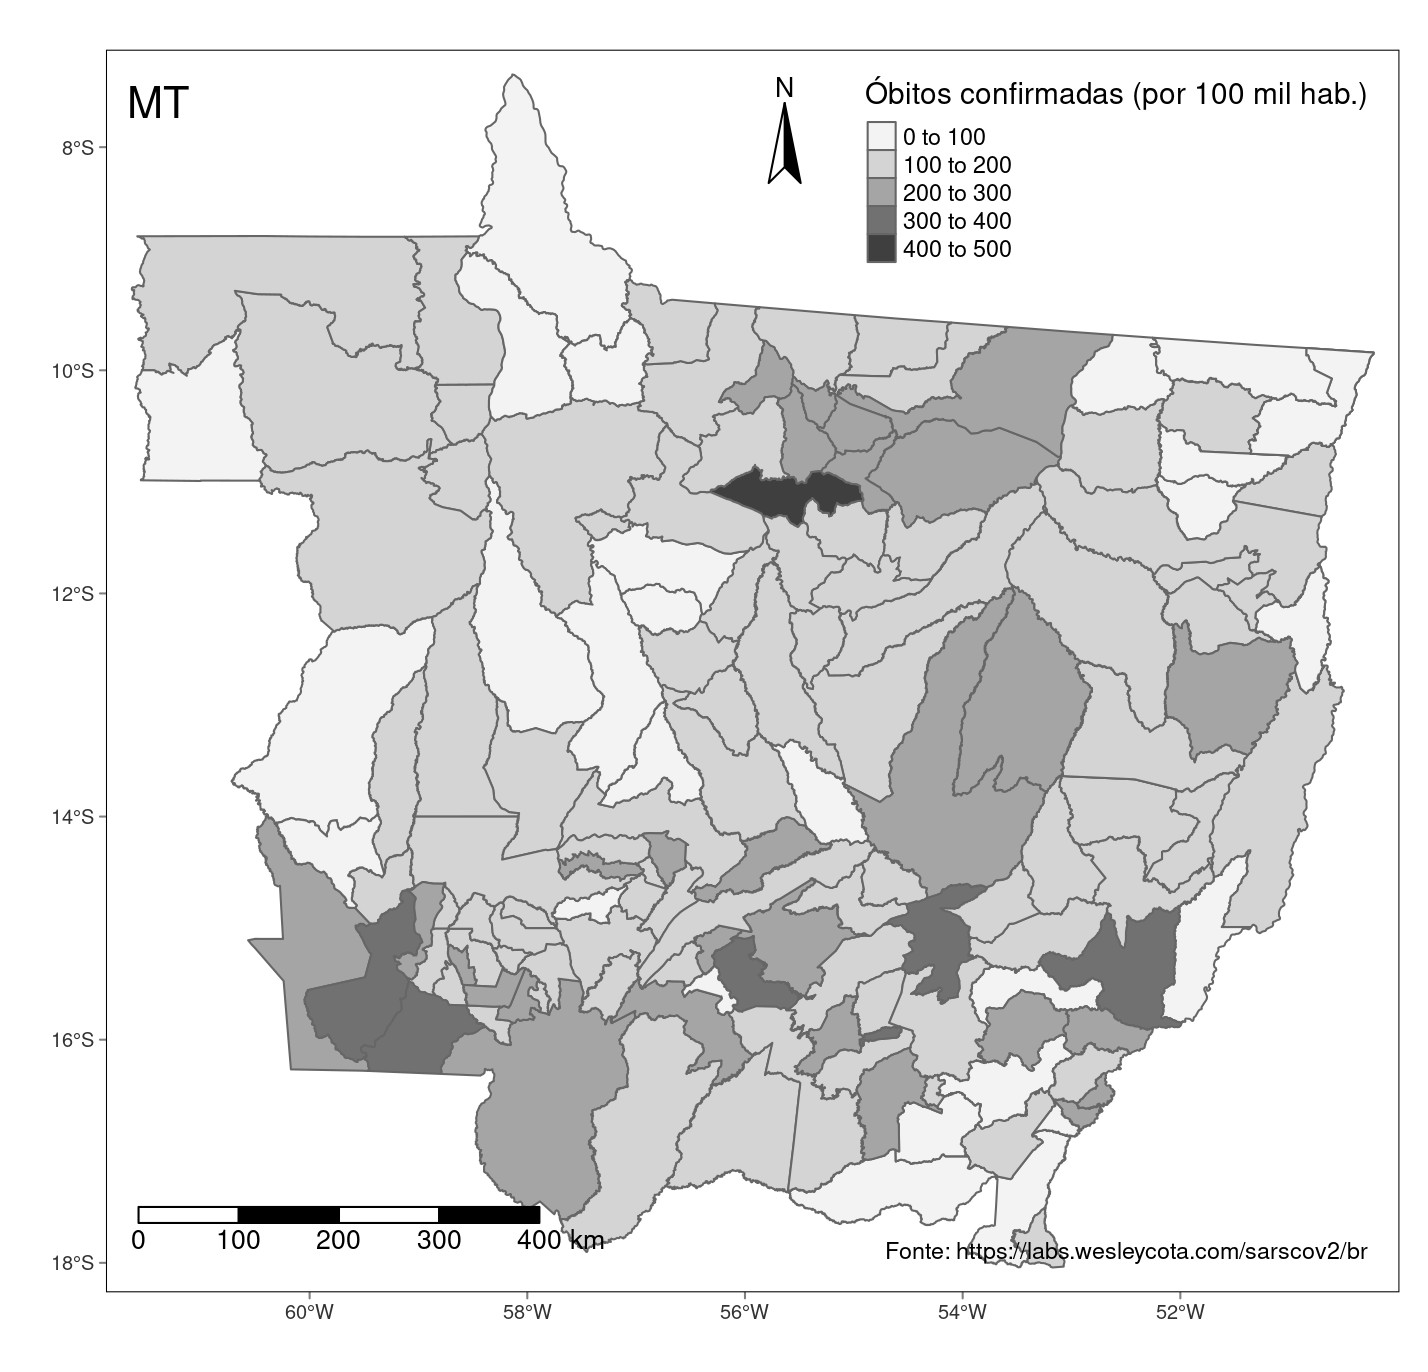 MT
N
Óbitos confirmadas (por 100 mil hab.)
0 to 100
100 to 200
200 to 300
300 to 400
400 to 500
8°S
10°S
12°S
14°S
16°S
18°S
0 100 200 300 400 km
Fonte: https://labs.wesleycota.com/sarscov2/br
60°W 58°W 56°W 54°W 52°W